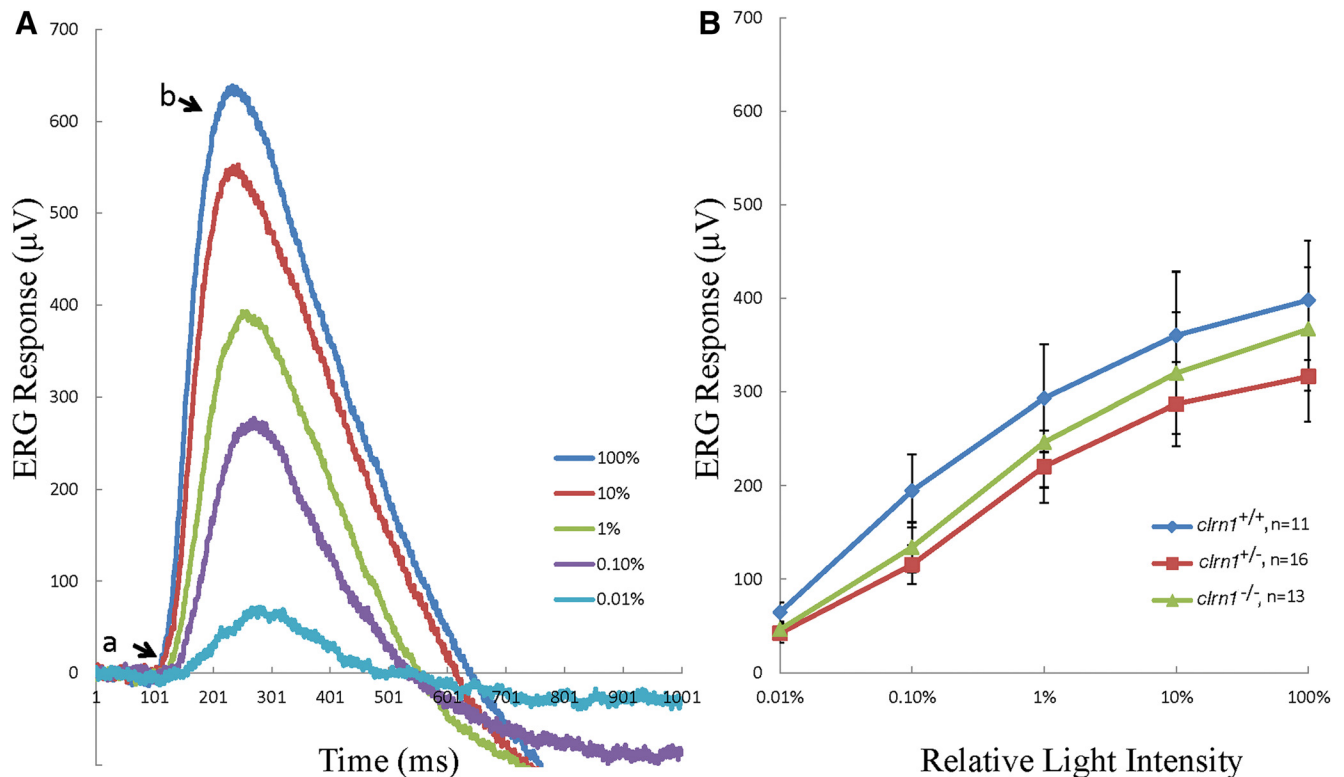 A
700
600
500
400
300
200
100
0
ERG Response (µV)
b
a
100%
10%
1%
0.10%
0.01%
1 101 201 301 401 501 601 701 801 901 1001
Time (ms)
B
700
600
500
400
300
200
100
0
ERG Response (µV)
clrn1+/+, n=11
clrn1+/-, n=16
clrn1-/-, n=13
0.01% 0.10% 1% 10% 100%
Relative Light Intensity